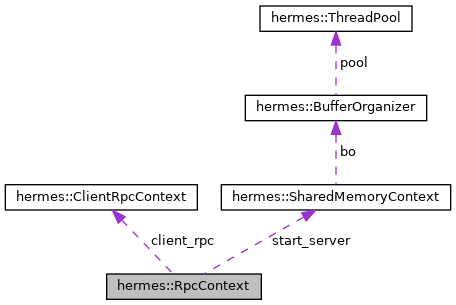 hermes::ThreadPool
pool
hermes::BufferOrganizer
bo
hermes::ClientRpcContext
hermes::SharedMemoryContext
client_rpc
start_server
hermes::RpcContext